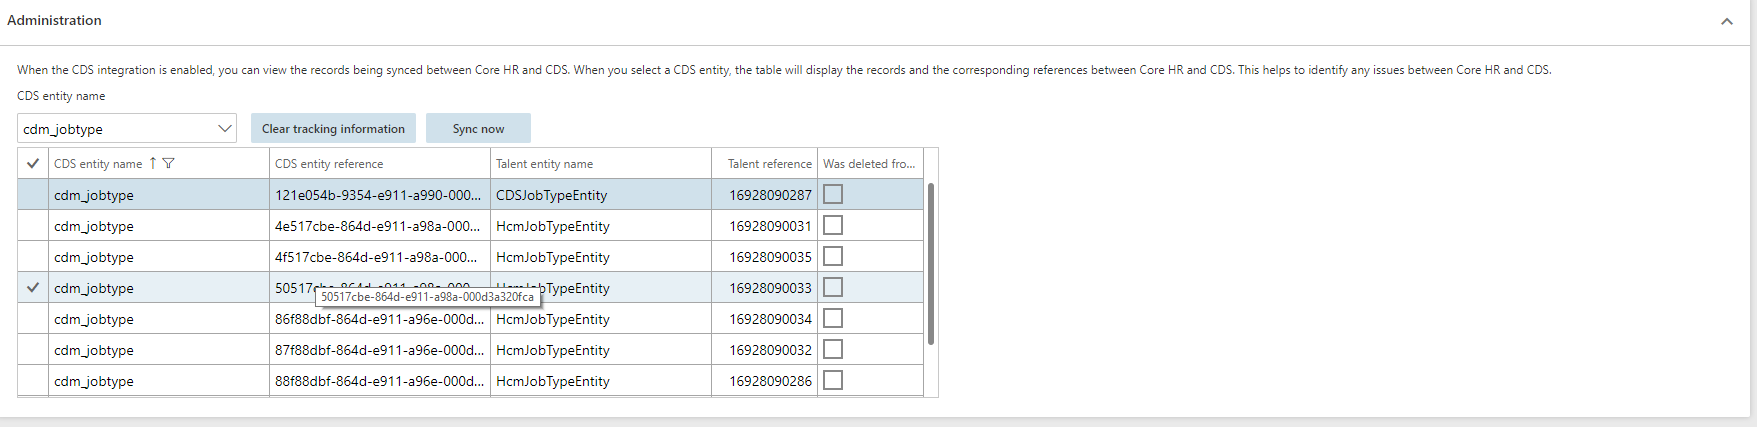 Administration
When the CDS integration is enabled, you can view the records being synced between Core HR and CDS. When you select a CDS entity, the table will display the records and the corresponding references between Core HR and CDS. This helps to identify any issues between Core HR and CDS.
CDS entity name
cdm_jobtype Clear tracking information Sync now
CDS entity name CDS entity reference Talent entity name Talent reference Was deleted fro...
cdm_jobtype 121e054b-9354-e911-a990-000... CDSJobTypeEntity 16928090287
cdm_jobtype 4e517cbe-864d-e911-a98a-000... HcmJobTypeEntity 16928090031
cdm_jobtype 4f517cbe-864d-e911-a98a-000... HcmJobTypeEntity 16928090035
cdm_jobtype 50517cbe-864d-e911-a98a-000... HcmJobTypeEntity 16928090033
50517cbe-864d-e911-a98a-000d3a320fca
cdm_jobtype 86f88dbf-864d-e911-a96e-000d... HcmJobTypeEntity 16928090034
cdm_jobtype 87f88dbf-864d-e911-a96e-000d... HcmJobTypeEntity 16928090032
cdm_jobtype 88f88dbf-864d-e911-a96e-000d... HcmJobTypeEntity 16928090286